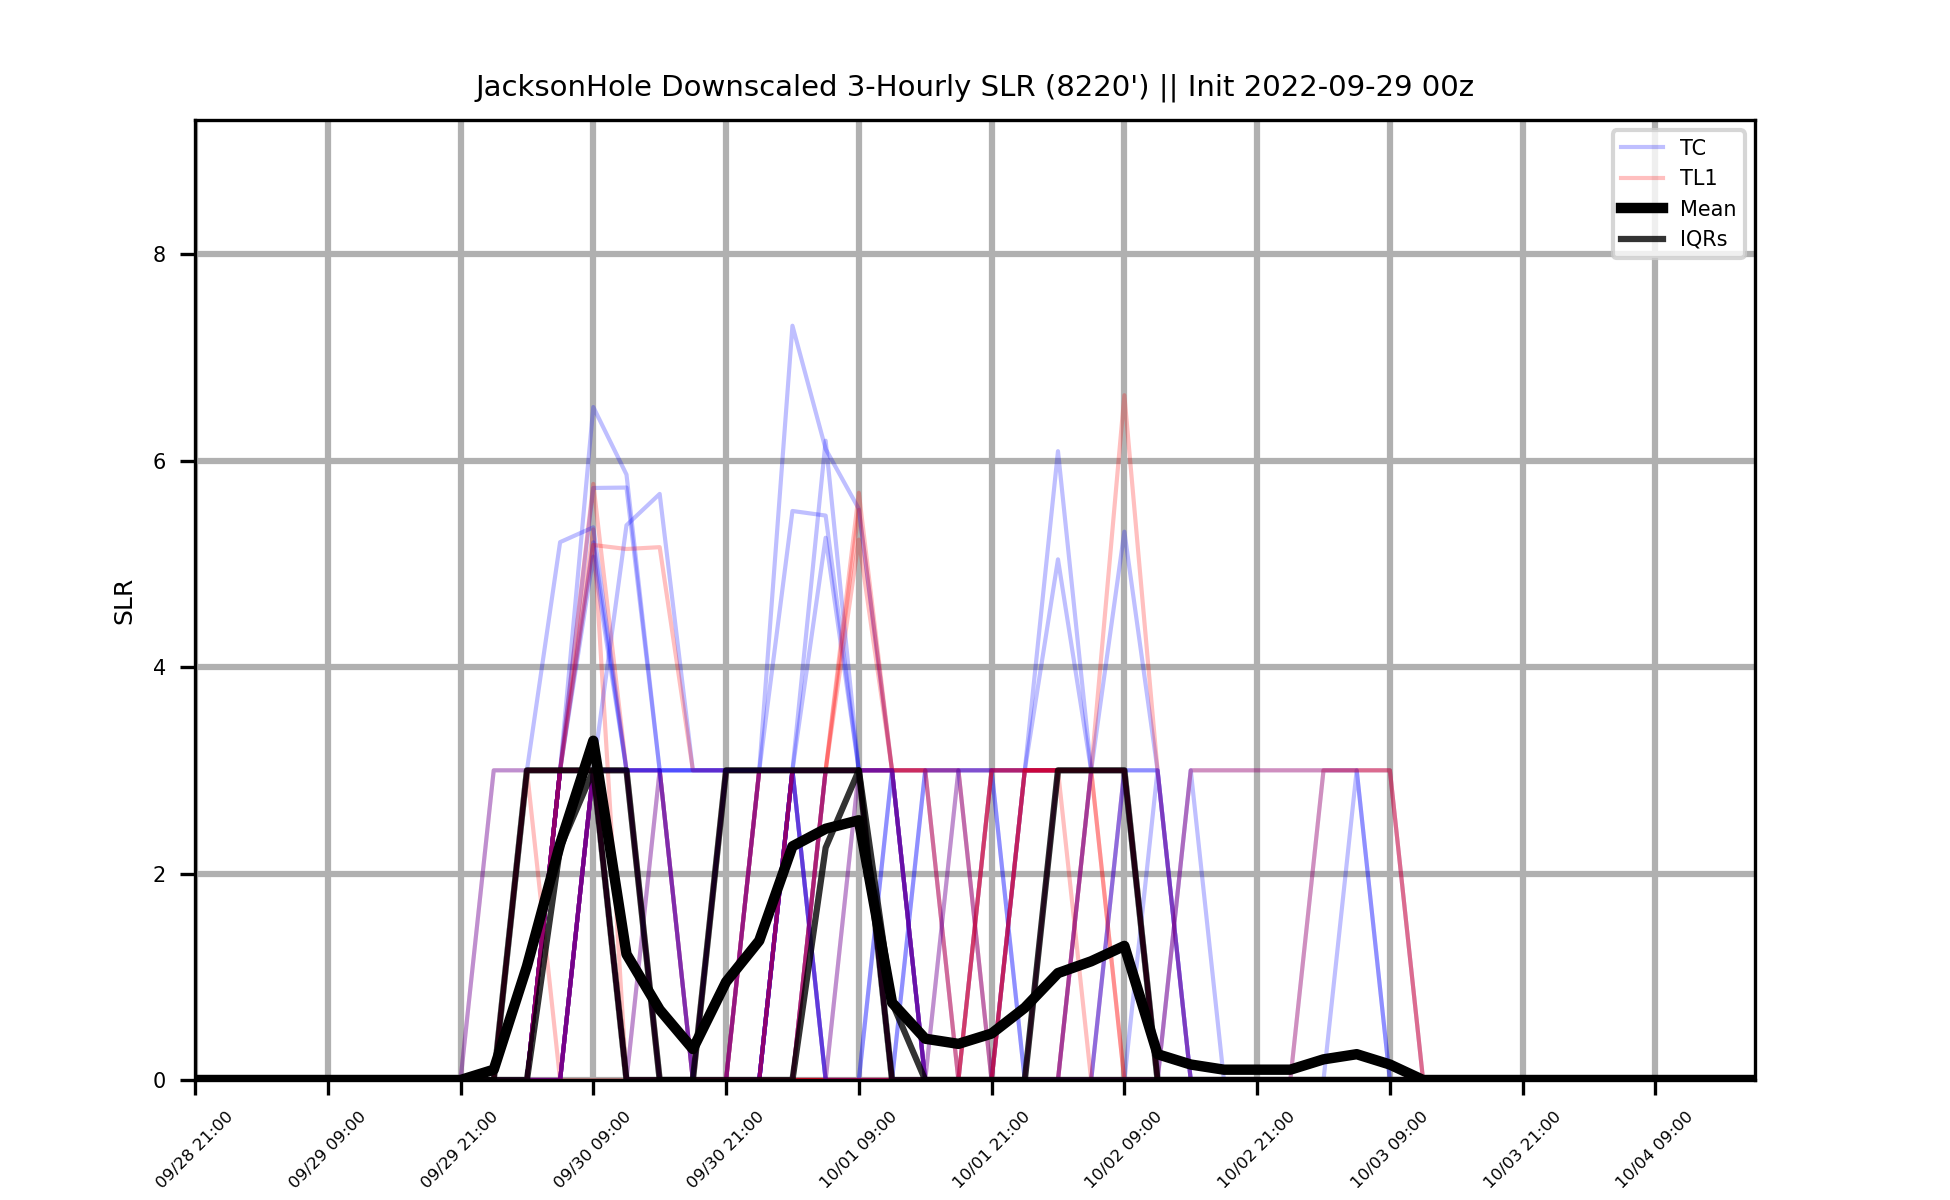 JacksonHole Downscaled 3-Hourly SLR (8220') || Init 2022-09-29 00z
TC
TL1
Mean
IQRs
SLR
8
6
4
2
0
09/28 21:00
09/29 09:00
09/29 21:00
09/30 09:00
09/30 21:00
10/01 09:00
10/01 21:00
10/02 09:00
10/02 21:00
10/03 09:00
10/03 21:00
10/04 09:00